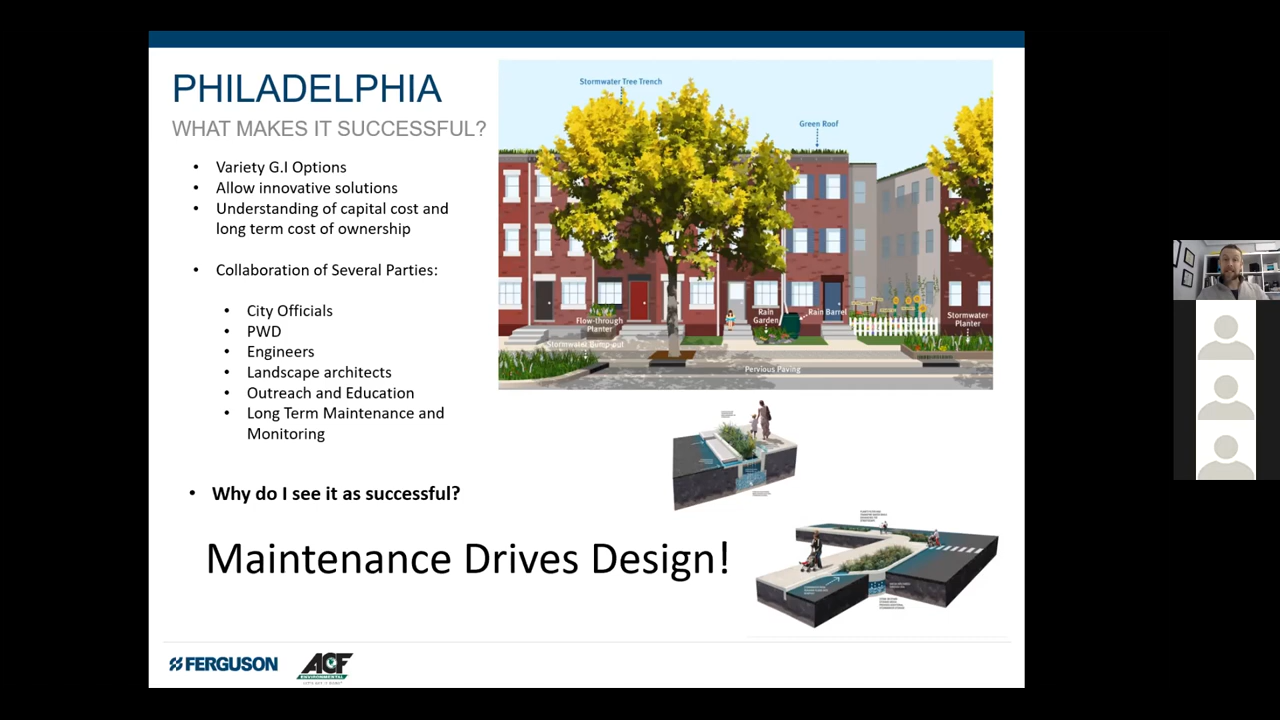 PHILADELPHIA
WHAT MAKES IT SUCCESSFUL?
• Variety G.I Options
• Allow innovative solutions
• Understanding of capital cost and
long term cost of ownership
• Collaboration of Several Parties:
• City Officials
• PWD
• Engineers
• Landscape architects
• Outreach and Education
• Long Term Maintenance and
Monitoring
• Why do I see it as successful?
Maintenance Drives Design!
Stormwater Tree Trench
Green Roof
Flow-through
Planter
Stormwater Bump-out
Rain
Garden
Rain Barrel
Stormwater
Planter
Pervious Paving
FERGUSON
ACF
ENVIRONMENTAL